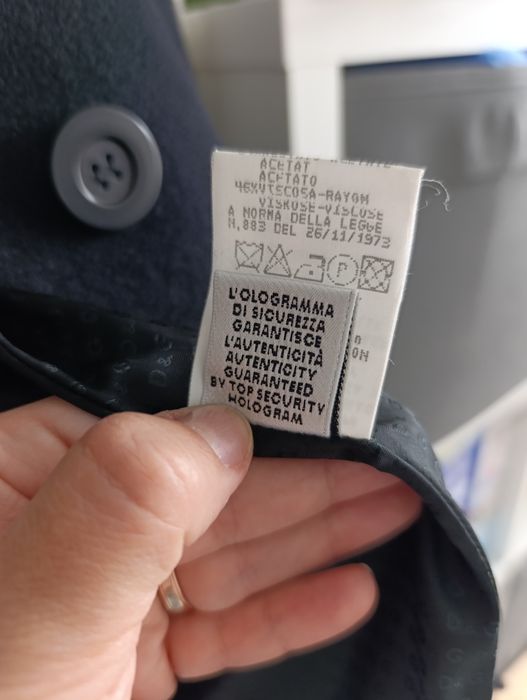 ACETAT
ACETATO
46%VISCOSA-RAYON
VISKOSE-VISCOSE
A NORMA DELLA LEGGE
N.883 DEL 26/11/1973
P
L'OLOGRAMMA
DI SICUREZZA
GARANTISCE
L'AUTENTICITÀ
AUTENTICITY
GUARANTEED
BY TOP SECURITY
HOLOGRAM
ON
D&G